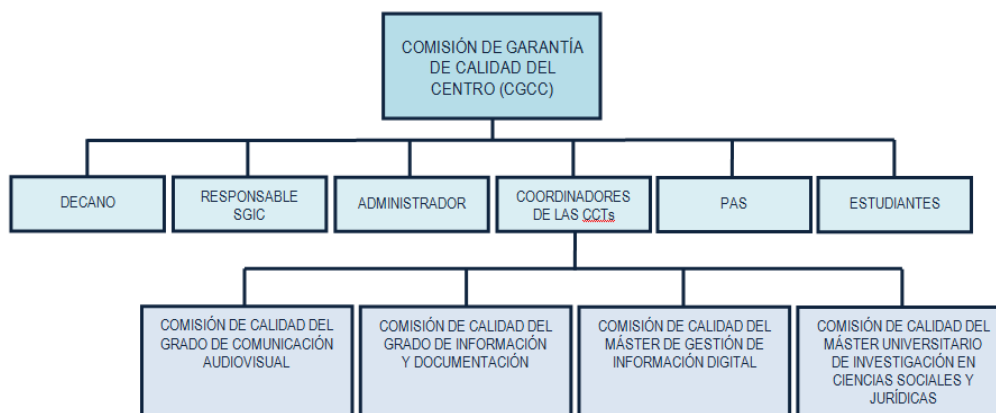 COMISIÓN DE GARANTÍA
DE CALIDAD DEL
CENTRO (CGCC)
DECANO
RESPONSABLE
SGIC
ADMINISTRADOR
COORDINADORES
DE LAS CCTs
PAS
ESTUDIANTES
COMISIÓN DE CALIDAD DEL
GRADO DE COMUNICACIÓN
AUDIOVISUAL
COMISIÓN DE CALIDAD DEL
GRADO DE INFORMACIÓN
Y DOCUMENTACIÓN
COMISIÓN DE CALIDAD DEL
MÁSTER DE GESTIÓN DE
INFORMACIÓN DIGITAL
COMISIÓN DE CALIDAD DEL
MÁSTER UNIVERSITARIO
DE INVESTIGACIÓN EN
CIENCIAS SOCIALES Y
JURÍDICAS